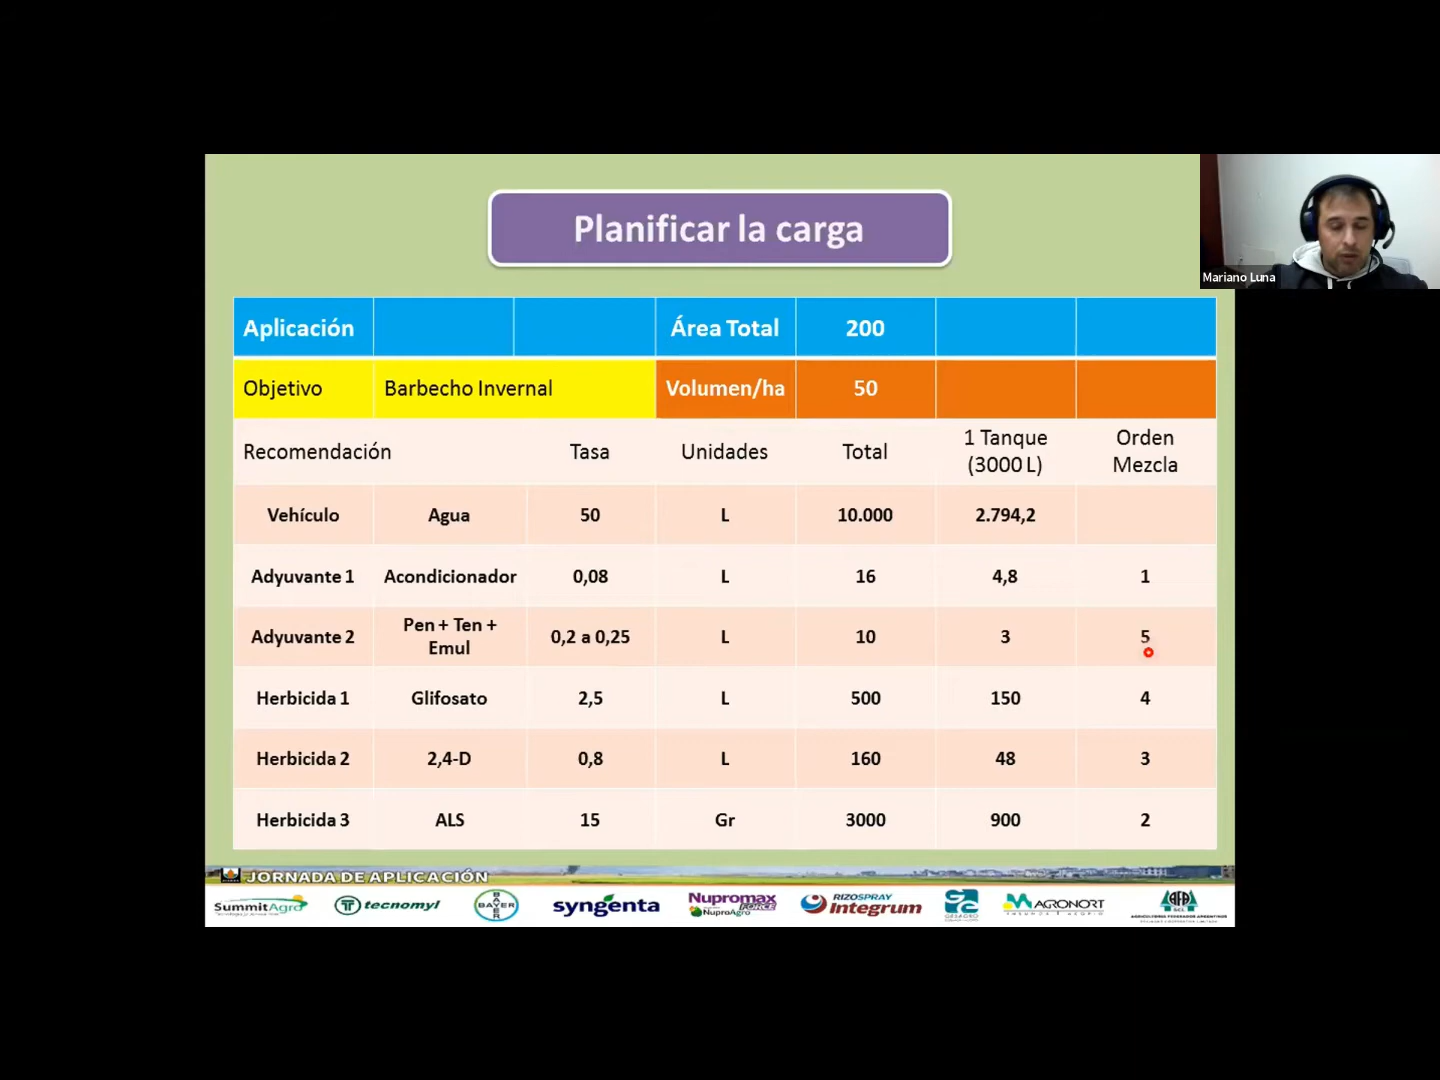 Planificar la carga
Mariano Luna
Aplicación Área Total 200
Objetivo Barbecho Invernal Volumen/ha 50
Recomendación Tasa Unidades Total 1 Tanque (3000 L) Orden Mezcla
Vehículo Agua 50 L 10.000 2.794,2
Adyuvante 1 Acondicionador 0,08 L 16 4,8 1
Adyuvante 2 Pen + Ten + Emul 0,2 a 0,25 L 10 3 5
Herbicida 1 Glifosato 2,5 L 500 150 4
Herbicida 2 2,4-D 0,8 L 160 48 3
Herbicida 3 ALS 15 Gr 3000 900 2
JORNADA DE APLICACIÓN
SummitAgro tecnomyl BAYER syngenta Nupromax FORCE NuproAgro RIZOSPRAY Integrum AGRONORT AFA